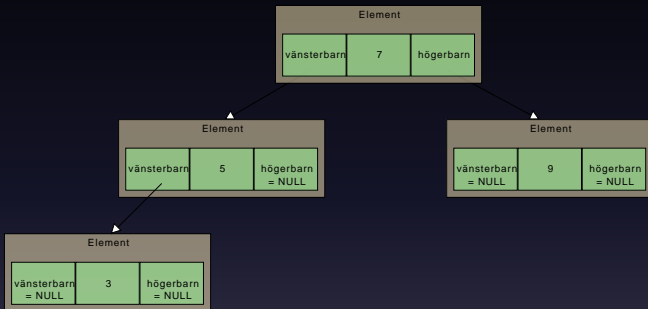 Element
vänsterbarn 7 högerbarn
Element
vänsterbarn 5 högerbarn
= NULL
Element
vänsterbarn 9 högerbarn
= NULL = NULL
Element
vänsterbarn 3 högerbarn
= NULL = NULL